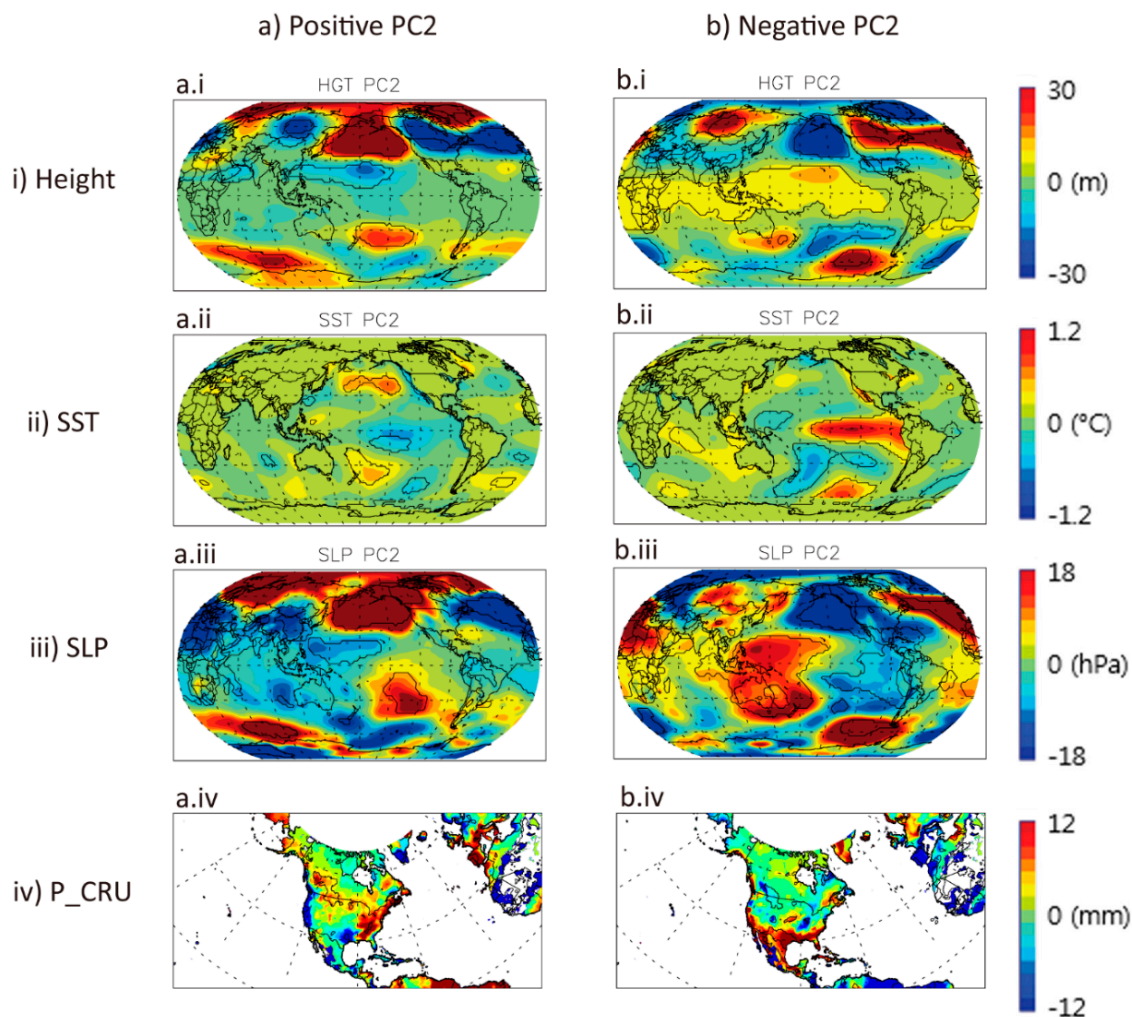 a) Positive PC2
b) Negative PC2
a.i
HGT PC2
b.i
HGT PC2
30
i) Height
0 (m)
-30
a.ii
SST PC2
b.ii
SST PC2
1.2
ii) SST
0 (°C)
-1.2
a.iii
SLP PC2
b.iii
SLP PC2
18
iii) SLP
0 (hPa)
-18
a.iv
b.iv
12
iv) P_CRU
0 (mm)
-12